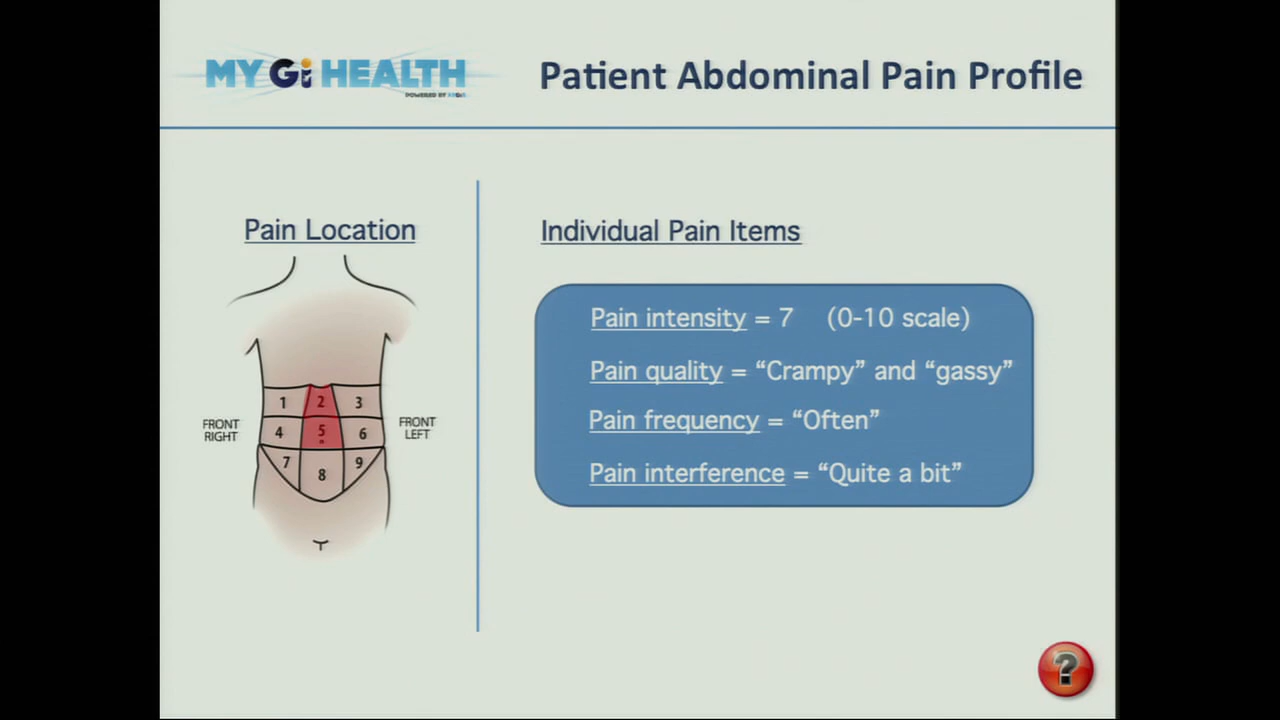 MY Gi HEALTH
POWERED BY
Patient Abdominal Pain Profile
Pain Location
1 2 3
4 5 6
7 8 9
FRONT
RIGHT
FRONT
LEFT
Individual Pain Items
Pain intensity = 7 (0-10 scale)
Pain quality = “Crampy” and “gassy”
Pain frequency = “Often”
Pain interference = “Quite a bit”
?